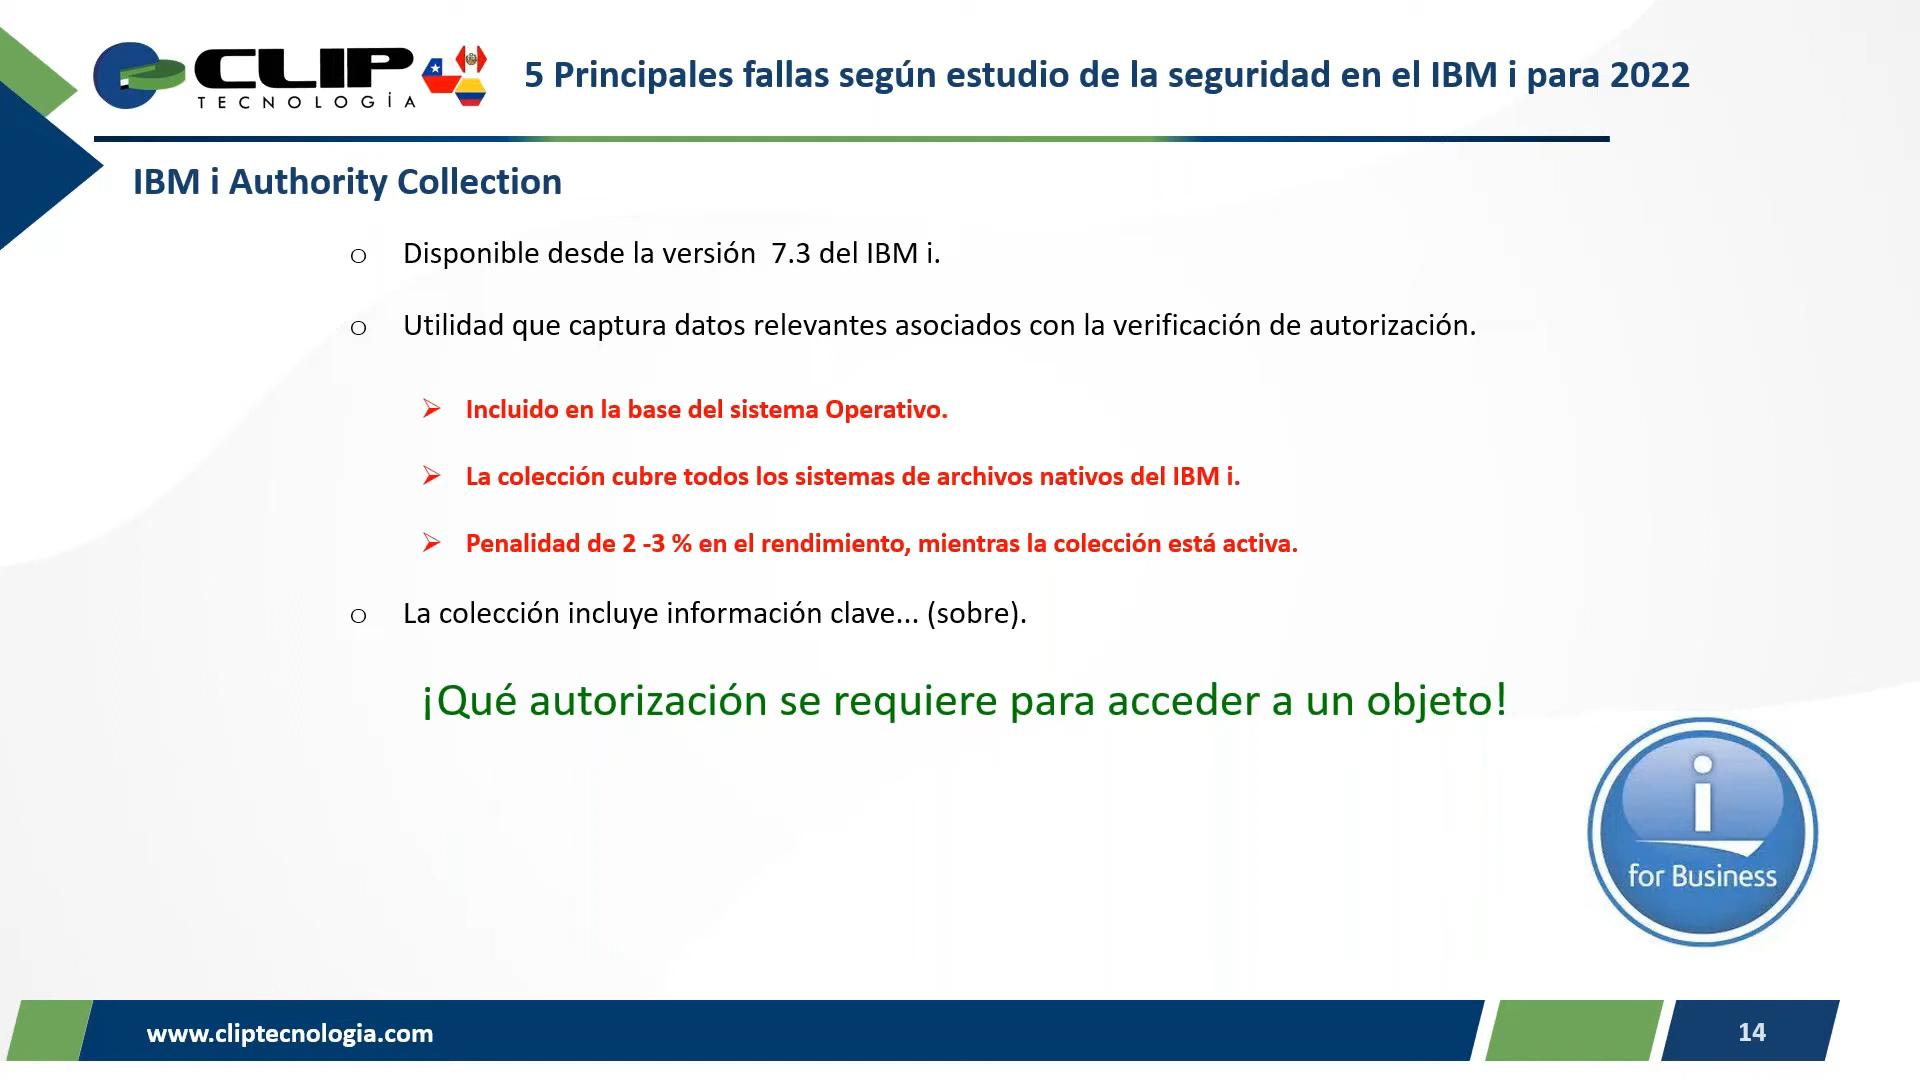 CLIP
TECNOLOGÍA
5 Principales fallas según estudio de la seguridad en el IBM i para 2022
IBM i Authority Collection
o Disponible desde la versión 7.3 del IBM i.
o Utilidad que captura datos relevantes asociados con la verificación de autorización.
➢ Incluido en la base del sistema Operativo.
➢ La colección cubre todos los sistemas de archivos nativos del IBM i.
➢ Penalidad de 2 -3 % en el rendimiento, mientras la colección está activa.
o La colección incluye información clave... (sobre).
¡Qué autorización se requiere para acceder a un objeto!
i
for Business
www.cliptecnologia.com
14